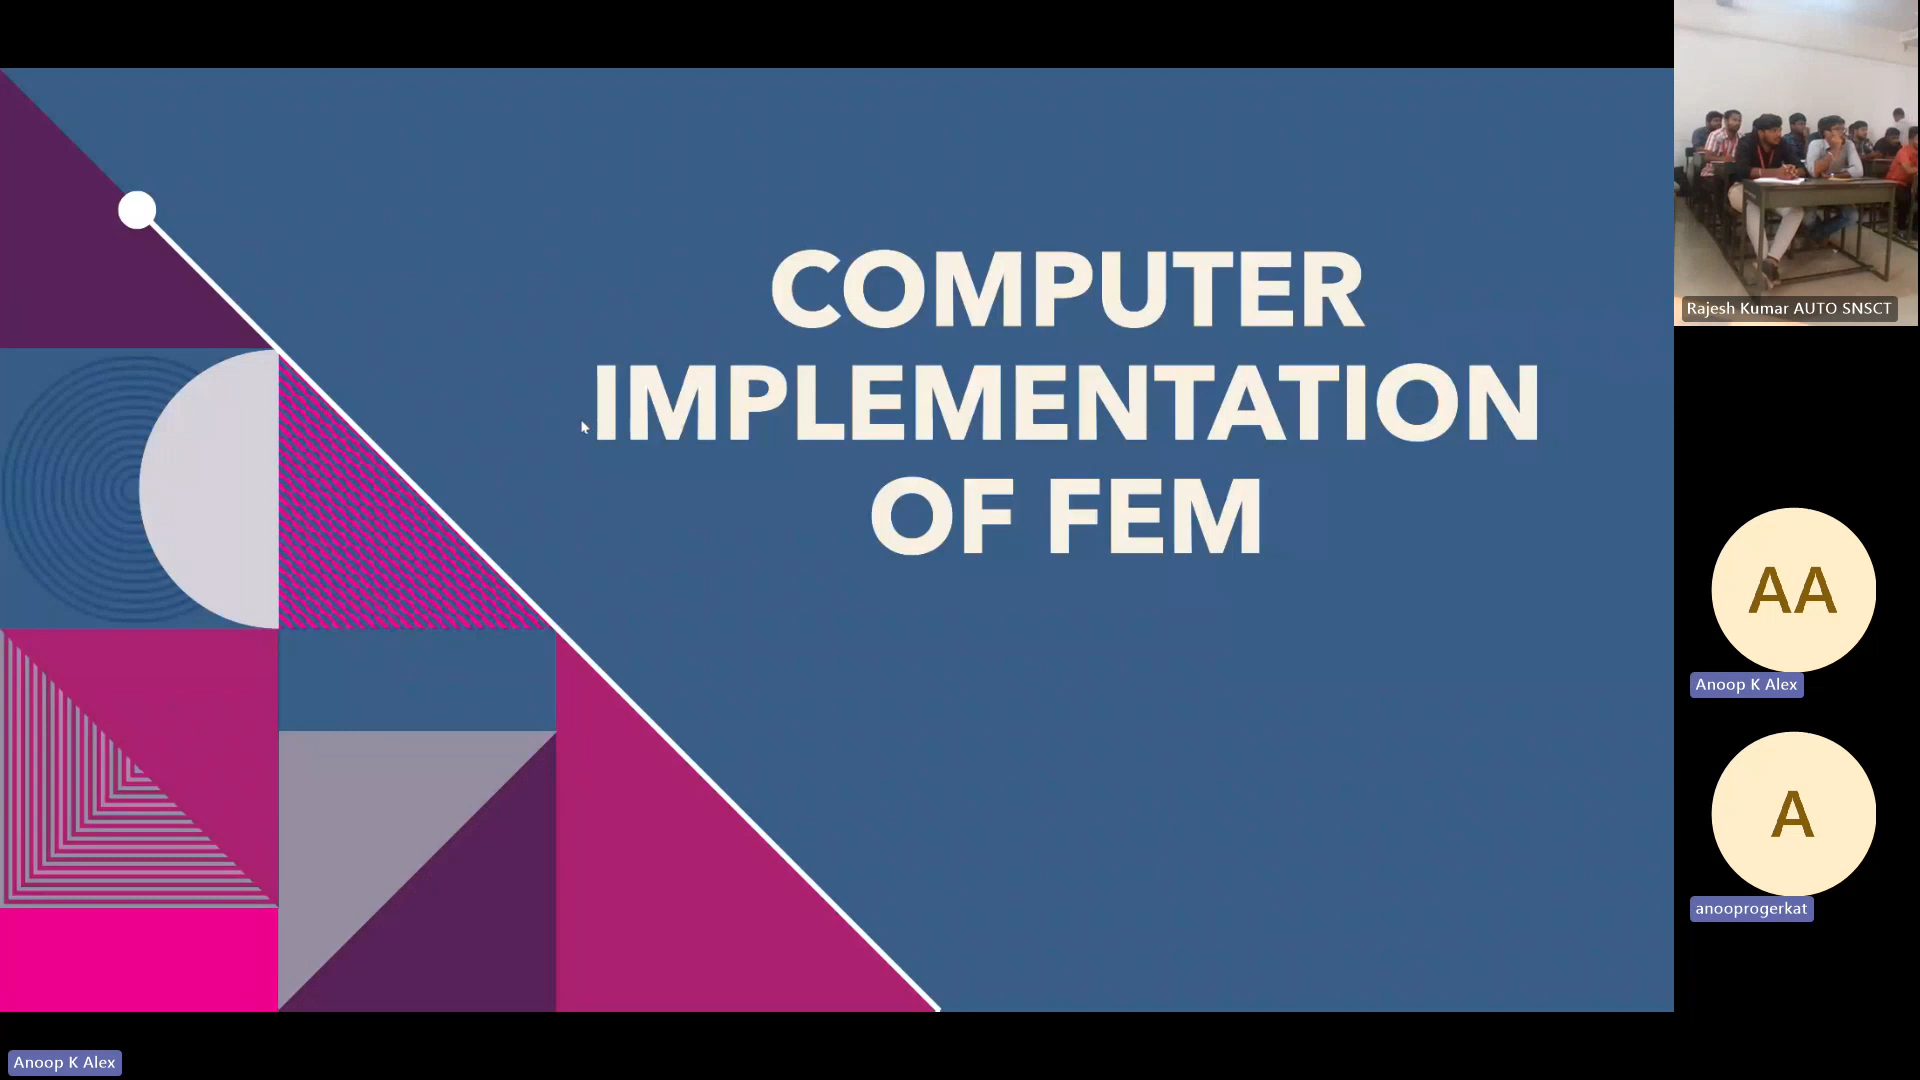 COMPUTER
IMPLEMENTATION
OF FEM
Rajesh Kumar AUTO SNSCT
AA
Anoop K Alex
A
anooprogerkat
Anoop K Alex